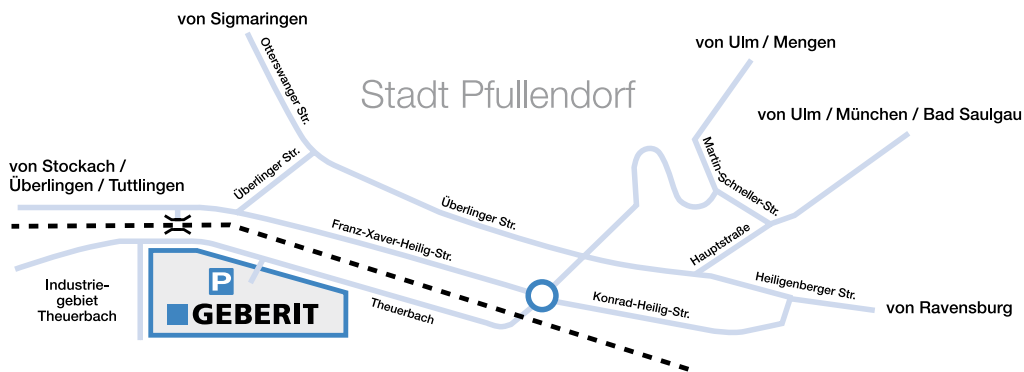 von Sigmaringen
von Ulm / Mengen
Otterswanger Str.
Stadt Pfullendorf
von Ulm / München / Bad Saulgau
von Stockach /
Überlingen / Tuttlingen
Überlinger Str.
Martin-Schneller-Str.
Überlinger Str.
Franz-Xaver-Heilig-Str.
Hauptstraße
Industrie-
gebiet
Theuerbach
P
GEBERIT
Theuerbach
Konrad-Heilig-Str.
Heiligenberger Str.
von Ravensburg